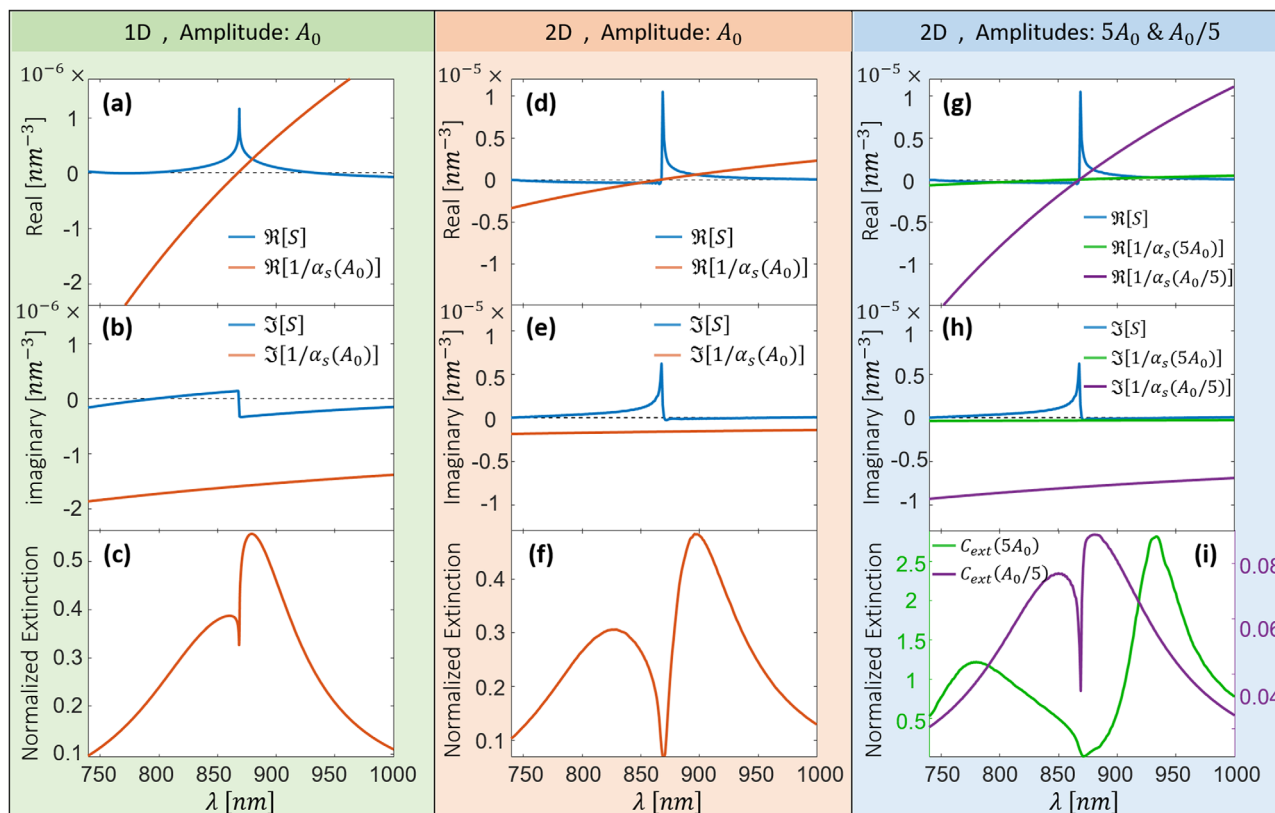 1D , Amplitude: A₀
10⁻⁶ ×
(a)
Real [nm⁻³]
1
0
-1
-2
ℜ[S]
ℜ[1/αₛ(A₀)]
10⁻⁶ ×
(b)
imaginary [nm⁻³]
0
-1
-2
ℑ[S]
ℑ[1/αₛ(A₀)]
(c)
Normalized Extinction
0.5
0.4
0.3
0.2
0.1
750 800 850 900 950 1000
λ [nm]
2D , Amplitude: A₀
10⁻⁵ ×
(d)
Real [nm⁻³]
1
0.5
0
-0.5
-1
ℜ[S]
ℜ[1/αₛ(A₀)]
10⁻⁵ ×
(e)
Imaginary [nm⁻³]
1
0.5
0
-0.5
-1
ℑ[S]
ℑ[1/αₛ(A₀)]
(f)
Normalized Extinction
0.4
0.3
0.2
0.1
750 800 850 900 950 1000
λ [nm]
2D , Amplitudes: 5A₀ & A₀/5
10⁻⁵ ×
(g)
Real [nm⁻³]
1
0.5
0
-0.5
-1
ℜ[S]
ℜ[1/αₛ(5A₀)]
ℜ[1/αₛ(A₀/5)]
10⁻⁵ ×
(h)
Imaginary [nm⁻³]
1
0.5
0
-0.5
-1
ℑ[S]
ℑ[1/αₛ(5A₀)]
ℑ[1/αₛ(A₀/5)]
(i)
Normalized Extinction
C_ext(5A₀)
C_ext(A₀/5)
2.5
2
1.5
1
0.5
0.08
0.06
0.04
750 800 850 900 950 1000
λ [nm]